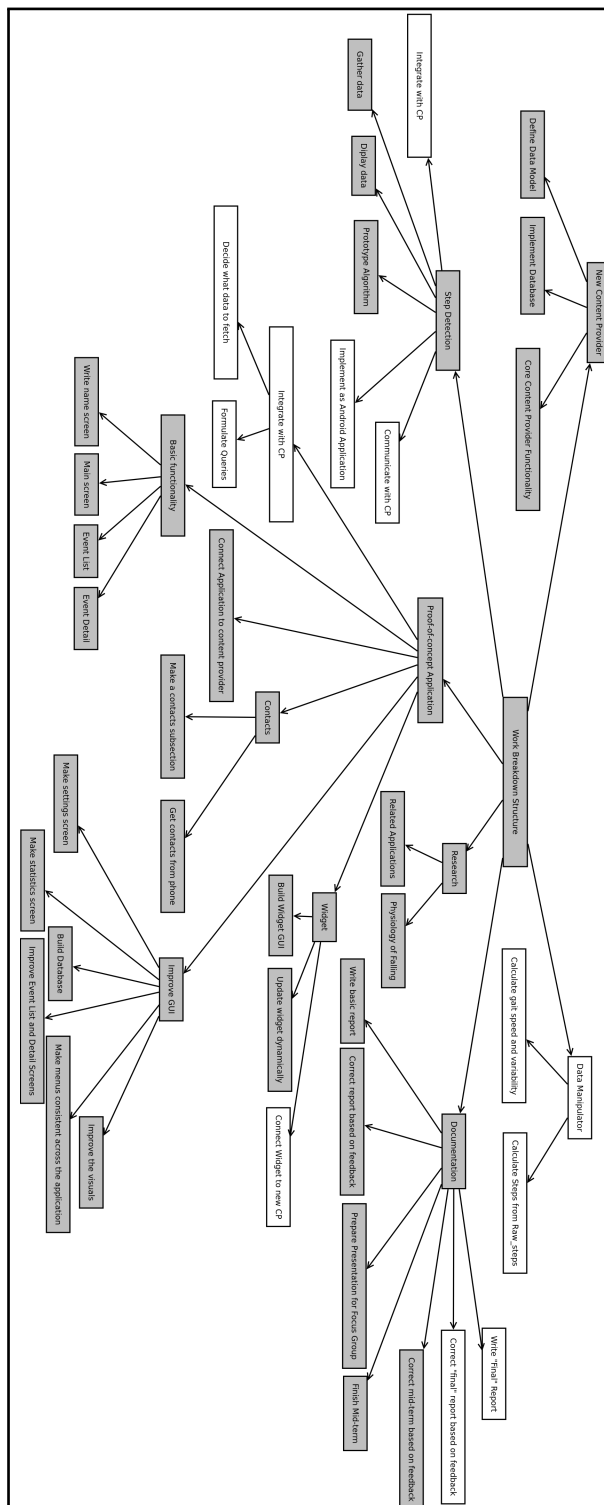 Work Breakdown Structure
New Content Provider
Define Data Model
Implement Database
Core Content Provider Functionality
Step Detection
Integrate with CP
Gather data
Diplay data
Prototype Algorithm
Implement as Android Application
Communicate with CP
Proof-of-concept Application
Integrate with CP
Decide what data to fetch
Formulate Queries
Basic functionality
Write name screen
Main screen
Event List
Event Detail
Connect Application to content provider
Contacts
Make a contacts subsection
Get contacts from phone
Widget
Build Widget GUI
Update widget dynamically
Connect Widget to new CP
Improve GUI
Make settings screen
Make statistics screen
Build Database
Improve Event List and Detail Screens
Make menus consistent across the application
Improve the visuals
Research
Related Applications
Physiology of Falling
Documentation
Write basic report
Correct report based on feedback
Prepare Presentation for Focus Group
Finish Mid-term
Correct mid-term based on feedback
Correct "final" report based on feedback
Write "Final" Report
Data Manipulator
Calculate gait speed and variability
Calculate Steps from Raw_steps